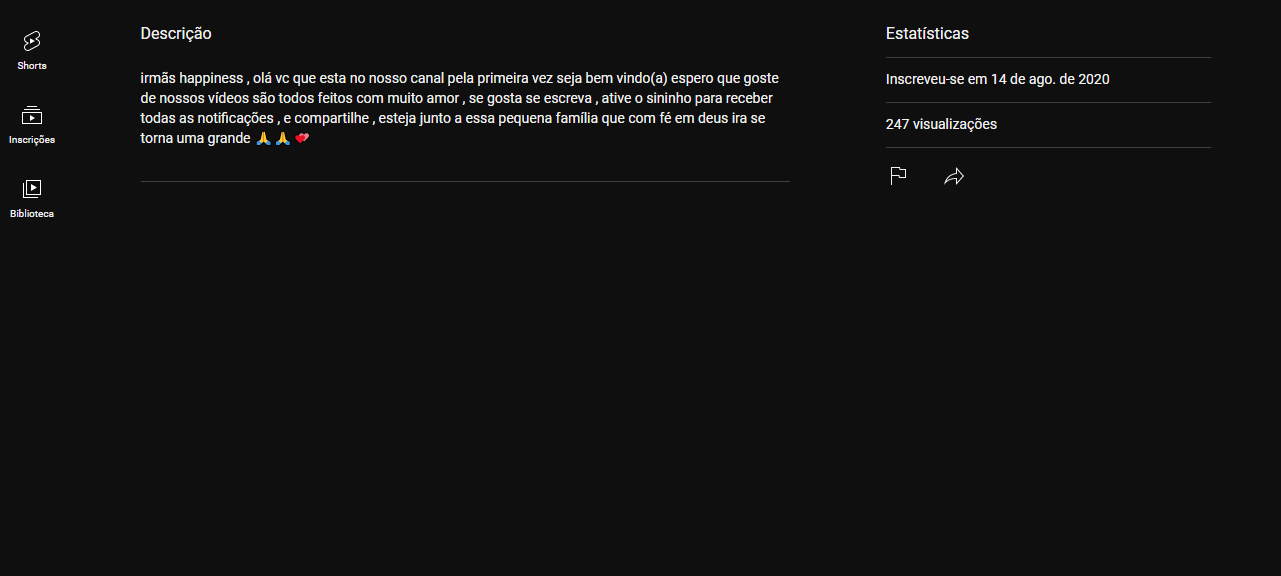 Shorts
Inscrições
Biblioteca
Descrição
irmãs happiness , olá vc que esta no nosso canal pela primeira vez seja bem vindo(a) espero que goste
de nossos vídeos são todos feitos com muito amor , se gosta se escreva , ative o sininho para receber
todas as notificações , e compartilhe , esteja junto a essa pequena família que com fé em deus ira se
torna uma grande 🙏 🙏 💝
Estatísticas
Inscreveu-se em 14 de ago. de 2020
247 visualizações